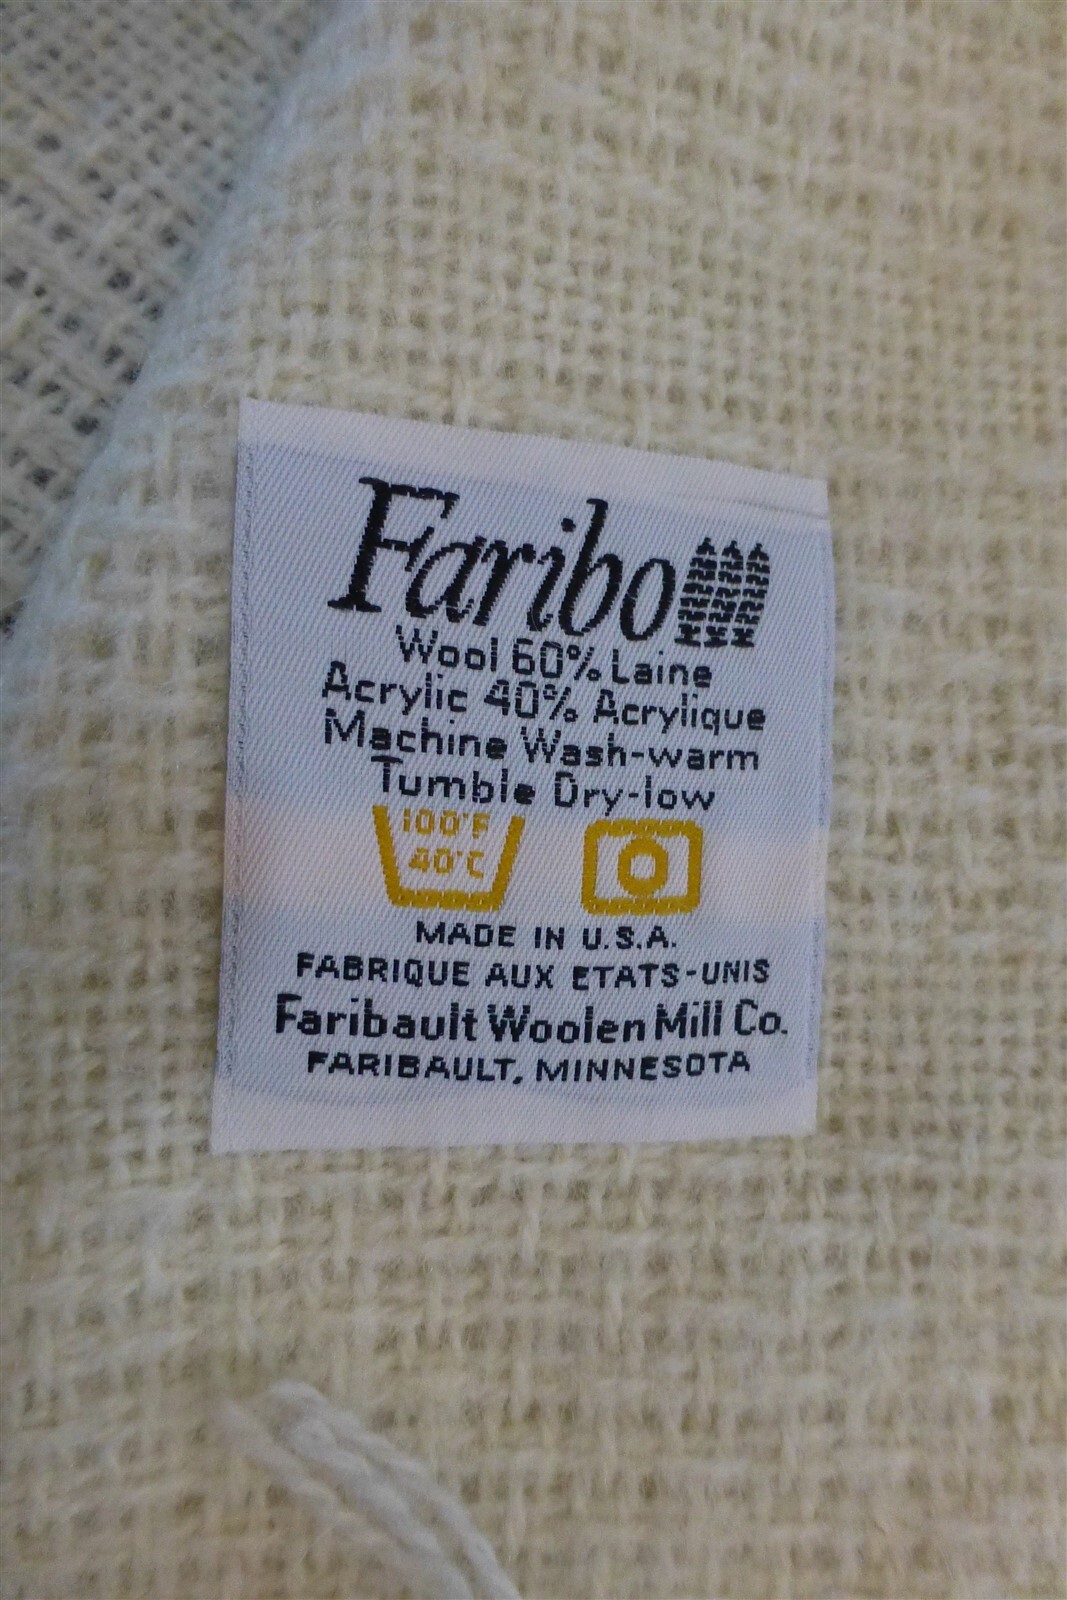 Faribo
Wool 60% Laine
Acrylic 40% Acrylique
Machine Wash-warm
Tumble Dry-low
100°F
40°C
MADE IN U.S.A.
FABRIQUE AUX ETATS-UNIS
Faribault Woolen Mill Co.
FARIBAULT, MINNESOTA